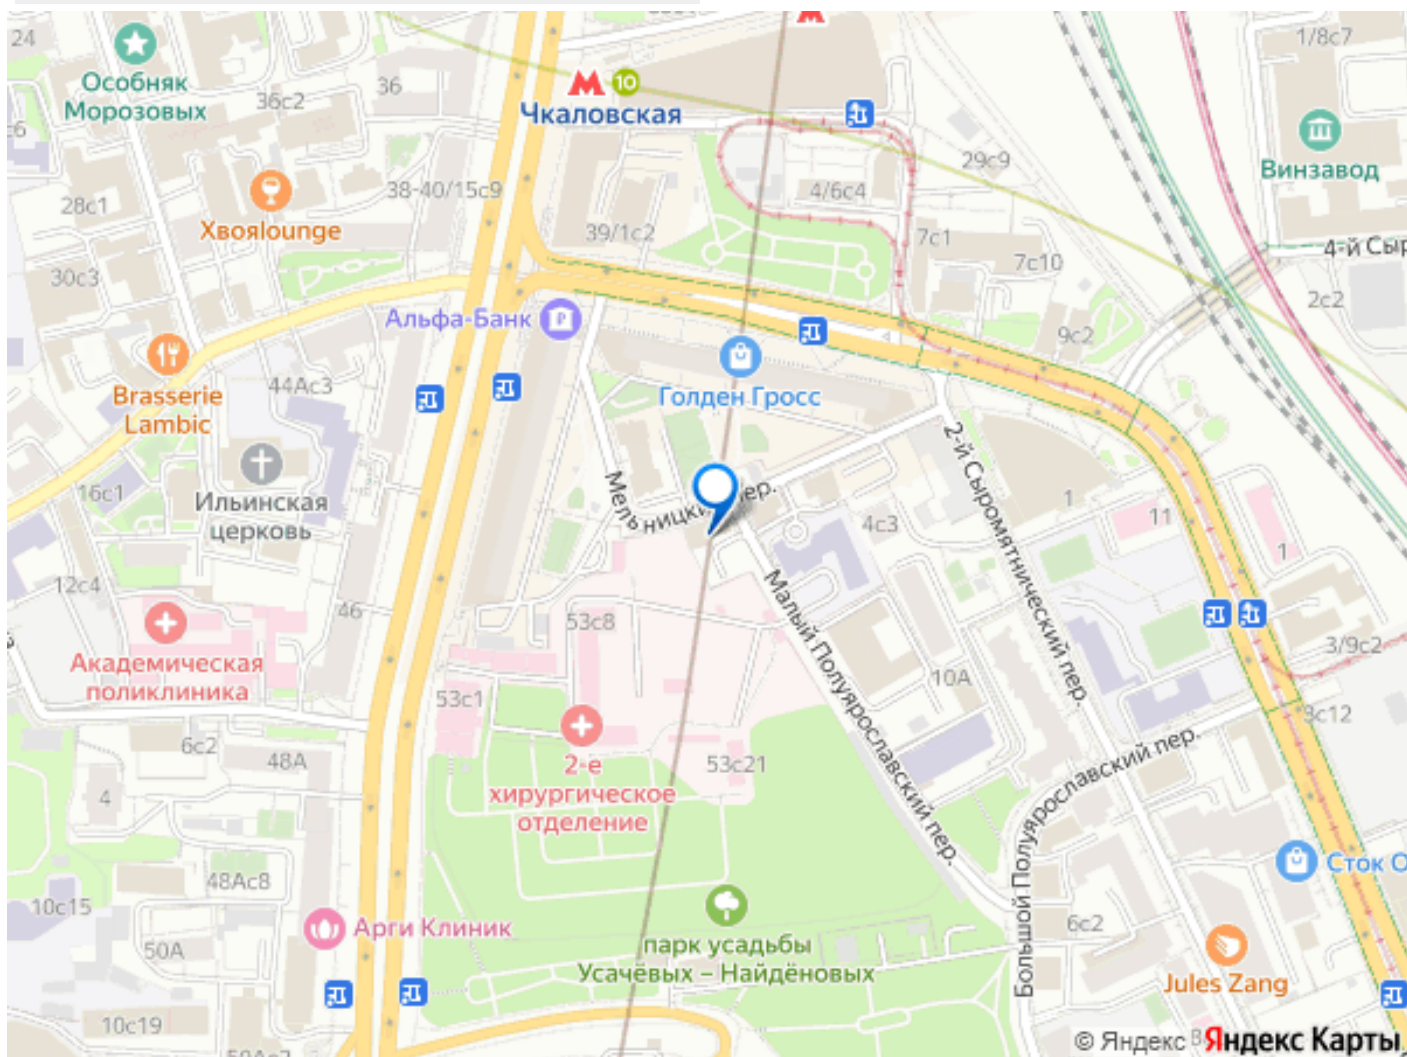 24
Особняк
Морозовых
36с2
36
10
Чкаловская
1/8с7
Винзавод
29с9
28с1
Хвояlounge
38-40/15с9
39/1с2
4/6с4
7с1
7с10
4-й Сыр
30с3
2с2
Альфа-Банк
9с2
Brasserie
Lambic
44Ас3
Голден Гросс
16с1
Ильинская
церковь
Мельницкий пер.
2-й Сыромятнический пер.
1
4с3
11
1
12с4
46
53с8
Малый Полуярославский пер.
Академическая
поликлиника
53с1
10А
3/9с2
3с12
6с2
48А
2-е
хирургическое
отделение
53с21
Большой Полуярославский пер.
4
48Ас8
Сток О
10с15
Арги Клиник
50А
парк усадьбы
Усачёвых – Найдёновых
6с2
Jules Zang
10с19
© Яндекс
Яндекс Карты